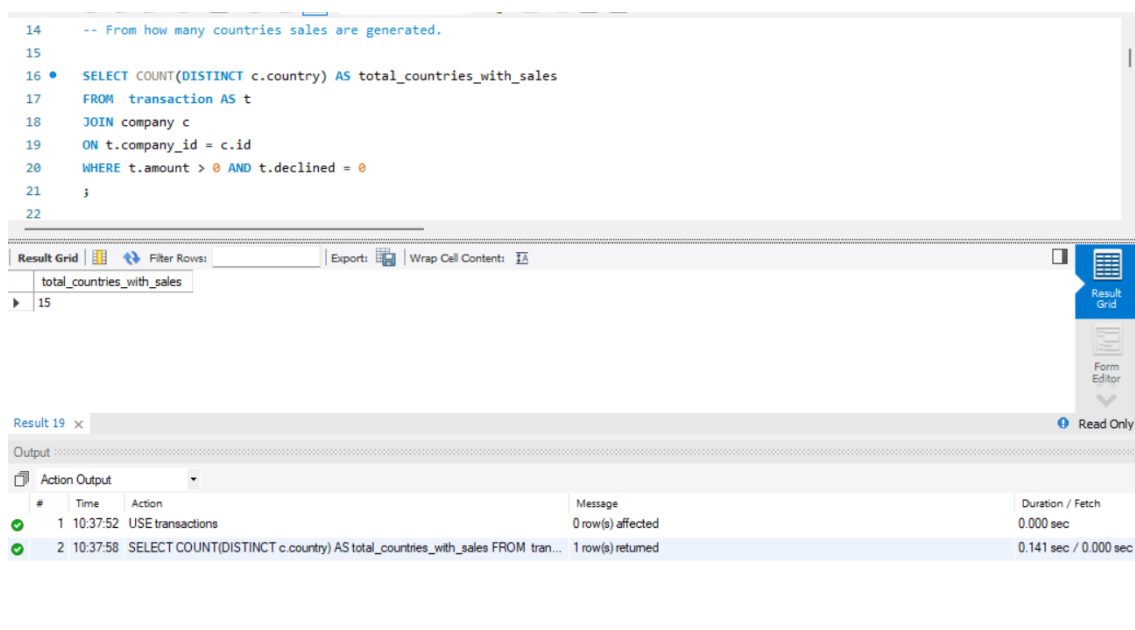 14 -- From how many countries sales are generated.
15
16 SELECT COUNT(DISTINCT c.country) AS total_countries_with_sales
17 FROM  transaction AS t
18 JOIN company c
19 ON t.company_id = c.id
20 WHERE t.amount > 0 AND t.declined = 0
21 ;
22
Result Grid Filter Rows: Export: Wrap Cell Content: IA
total_countries_with_sales
15
Result Grid
Form Editor
Result 19 × Read Only
Output
Action Output
# Time Action Message Duration / Fetch
1 10:37:52 USE transactions 0 row(s) affected 0.000 sec
2 10:37:58 SELECT COUNT(DISTINCT c.country) AS total_countries_with_sales FROM tran... 1 row(s) returned 0.141 sec / 0.000 sec